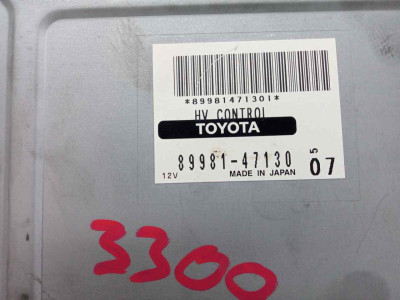 *89981471301*
HV CONTROL
TOYOTA
89981-47130
5
07
12V
MADE IN JAPAN
3300